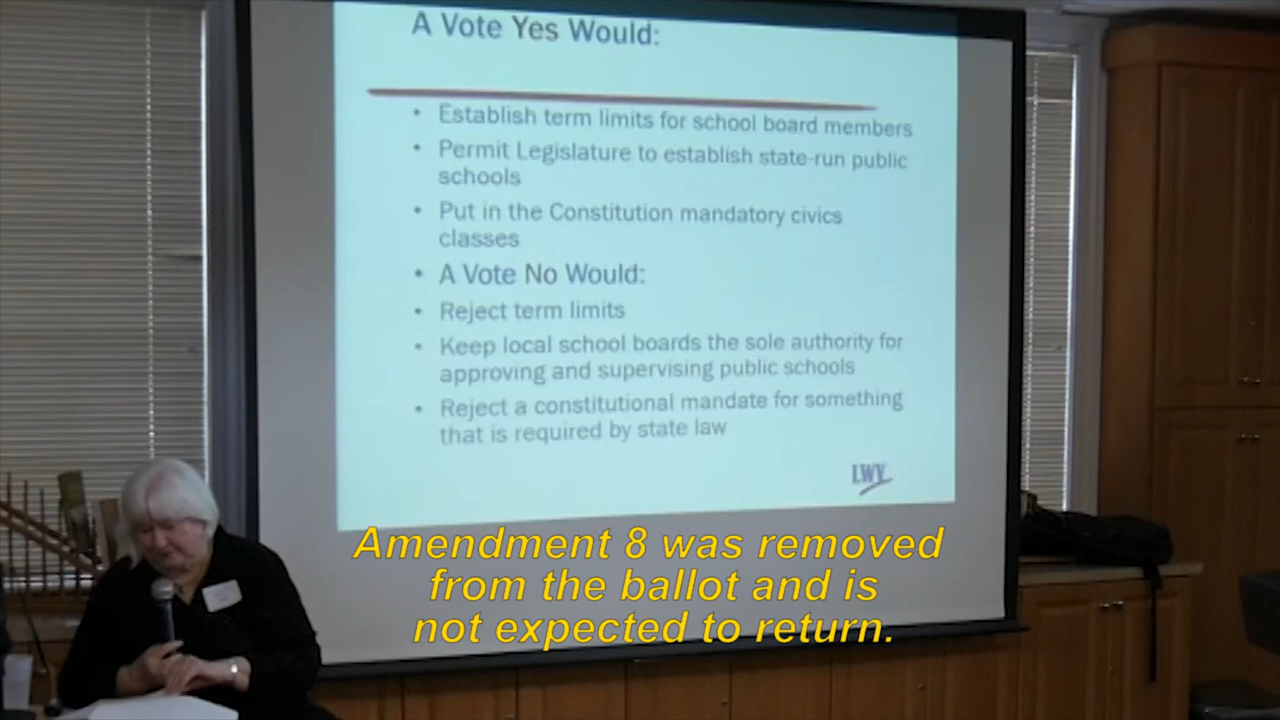 A Vote Yes Would:
• Establish term limits for school board members
• Permit Legislature to establish state-run public
schools
• Put in the Constitution mandatory civics
classes
• A Vote No Would:
• Reject term limits
• Keep local school boards the sole authority for
approving and supervising public schools
• Reject a constitutional mandate for something
that is required by state law
LWV
Amendment 8 was removed
from the ballot and is
not expected to return.